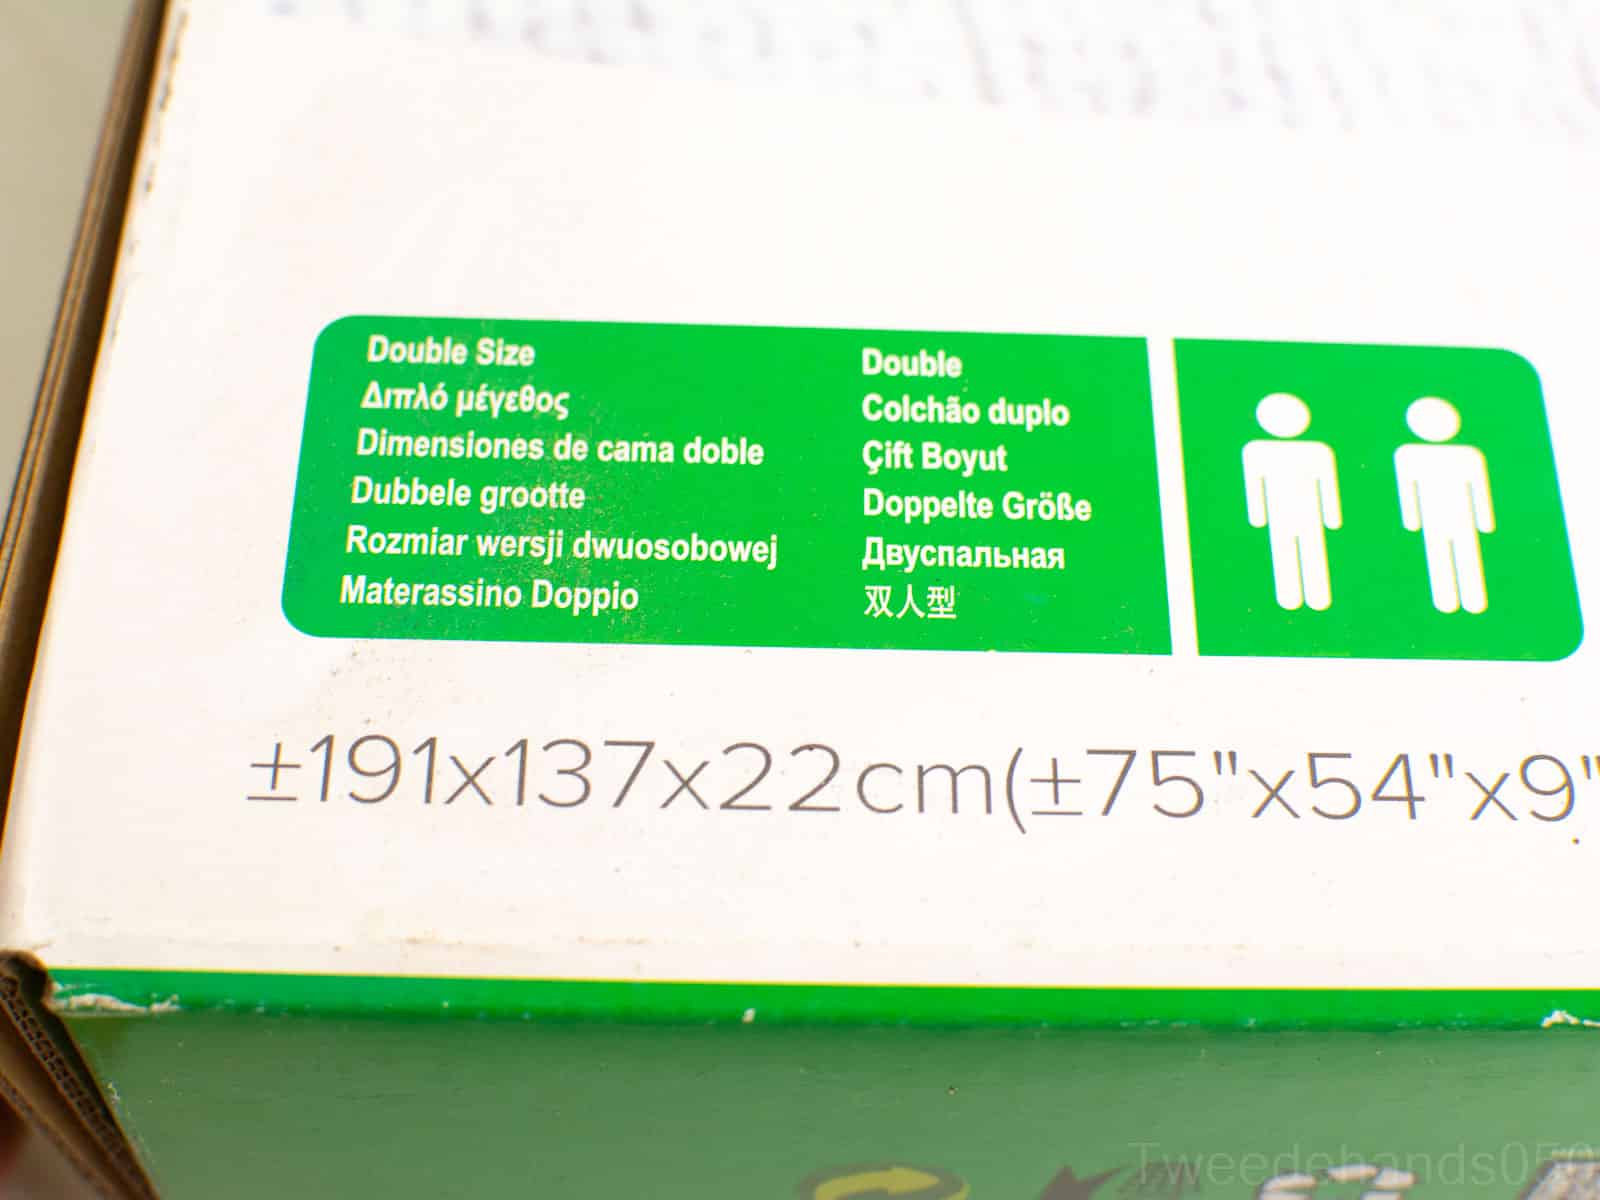 Double Size
Διπλό μέγεθος
Dimensiones de cama doble
Dubbele grootte
Rozmiar wersji dwuosobowej
Materassino Doppio
Double
Colchão duplo
Çift Boyut
Doppelte Größe
Двуспальная
双人型
±191x137x22cm(±75"x54"x9"
Tweedehands050